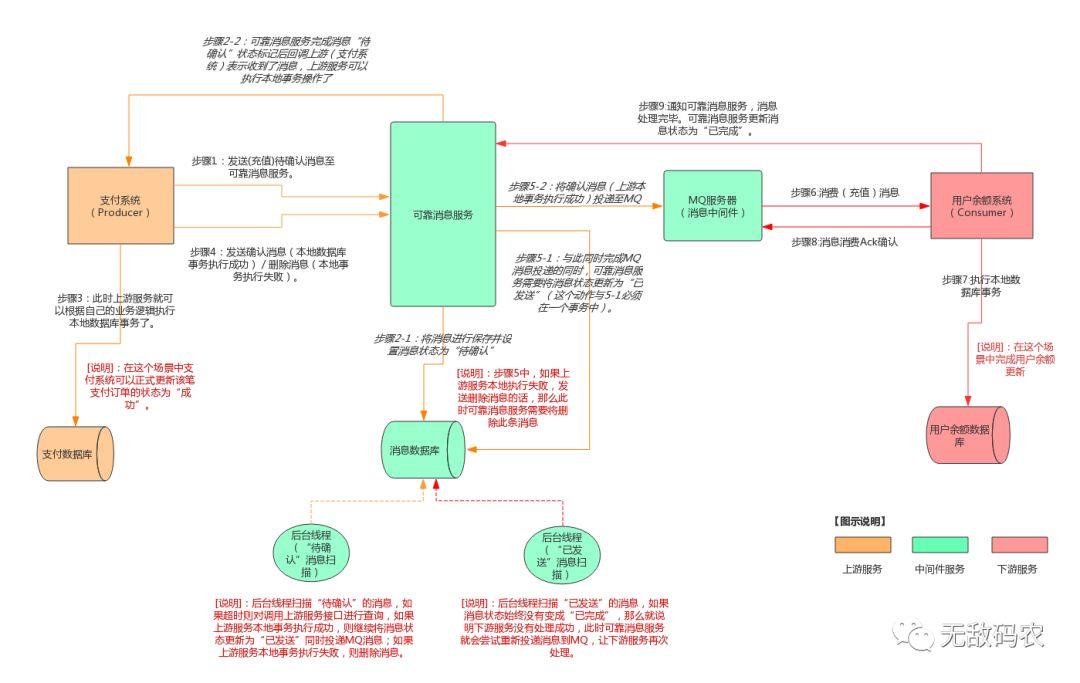 步骤2-2：可靠消息服务完成消息“待
确认”状态标记后回调上游（支付系
统）表示收到了消息，上游服务可以
执行本地事务操作了
步骤9:通知可靠消息服务，消息
处理完毕。可靠消息服务更新消
息状态为“已完成”。
步骤1：发送(充值)待确认消息至
可靠消息服务。
支付系统
（Producer）
可靠消息服务
步骤5-2：将确认消息（上游本
地事务执行成功）投递至MQ
MQ服务器
（消息中间件）
步骤6.消费（充值）消息
用户余额系统
（Consumer）
步骤8:消息消费Ack确认
步骤4：发送确认消息（本地数据库
事务执行成功）/ 删除消息（本地事
务执行失败）。
步骤5-1：与此同时完成MQ
消息投递的同时，可靠消息服
务需要将消息状态更新为“已
发送”（这个动作与5-1必须
在一个事务中）。
步骤7:执行本地数
据库事务
步骤3：此时上游服务就可
以根据自己的业务逻辑执行
本地数据库事务了。
步骤2-1：将消息进行保存并设
置消息状态为“待确认”
[说明]：在这个场景中支
付系统可以正式更新该笔
支付订单的状态为“成
功”。
[说明]：步骤5中，如果上
游服务本地执行失败，发
送删除消息的话，那么此
时可靠消息服务需要将删
除此条消息
[说明]：在这个场
景中完成用户余额
更新
支付数据库
消息数据库
用户余额数据
库
后台线程
（“待确
认”消息扫
描）
后台线程
（“已发
送”消息扫
描）
【图示说明】
上游服务
中间件服务
下游服务
[说明]：后台线程扫描“待确认”的消息，如
果超时则对调用上游服务接口进行查询，如果
上游服务本地事务执行成功，则继续将消息状
态更新为“已发送”同时投递MQ消息；如果
上游服务本地事务执行失败，则删除消息。
[说明]：后台线程扫描“已发送”的消息，如果
消息状态始终没有变成“已完成”，那么就说
明下游服务没有处理成功，此时可靠消息服务
就会尝试重新投递消息到MQ，让下游服务再次
处理。
无敌码农